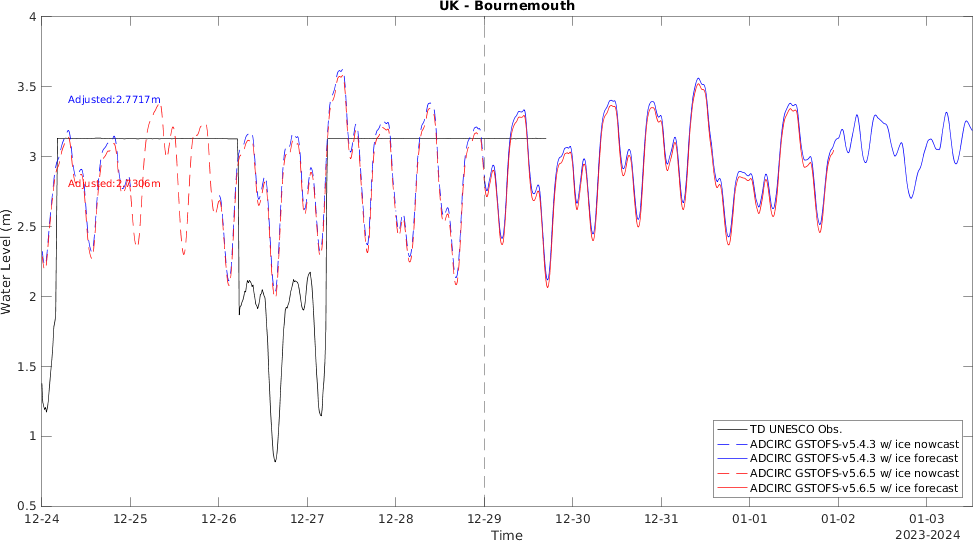 UK - Bournemouth
4
3.5
3
2.5
2
1.5
1
0.5
Water Level (m)
Adjusted:2.7717m
Adjusted:2.7306m
TD UNESCO Obs.
ADCIRC GSTOFS-v5.4.3 w/ ice nowcast
ADCIRC GSTOFS-v5.4.3 w/ ice forecast
ADCIRC GSTOFS-v5.6.5 w/ ice nowcast
ADCIRC GSTOFS-v5.6.5 w/ ice forecast
12-24 12-25 12-26 12-27 12-28 12-29 12-30 12-31 01-01 01-02 01-03
Time
2023-2024